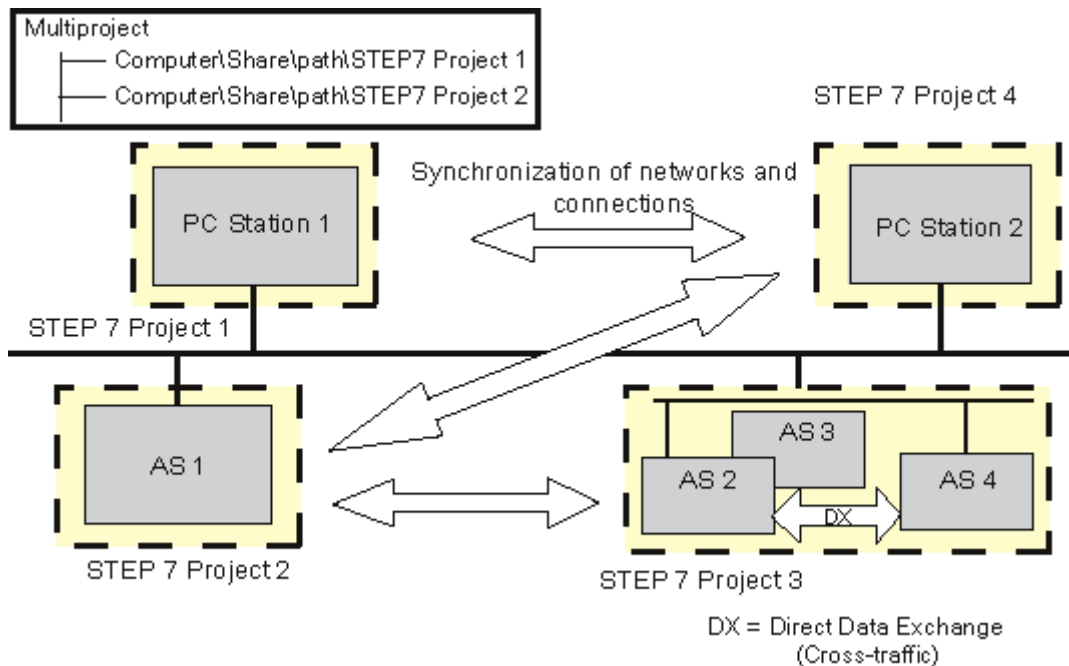 Multiproject
Computer\Share\path\STEP7 Project 1
Computer\Share\path\STEP7 Project 2
STEP 7 Project 4
PC Station 1
Synchronization of networks and
connections
PC Station 2
STEP 7 Project 1
AS 1
AS 3
AS 2
AS 4
DX
STEP 7 Project 2
STEP 7 Project 3
DX = Direct Data Exchange
(Cross-traffic)